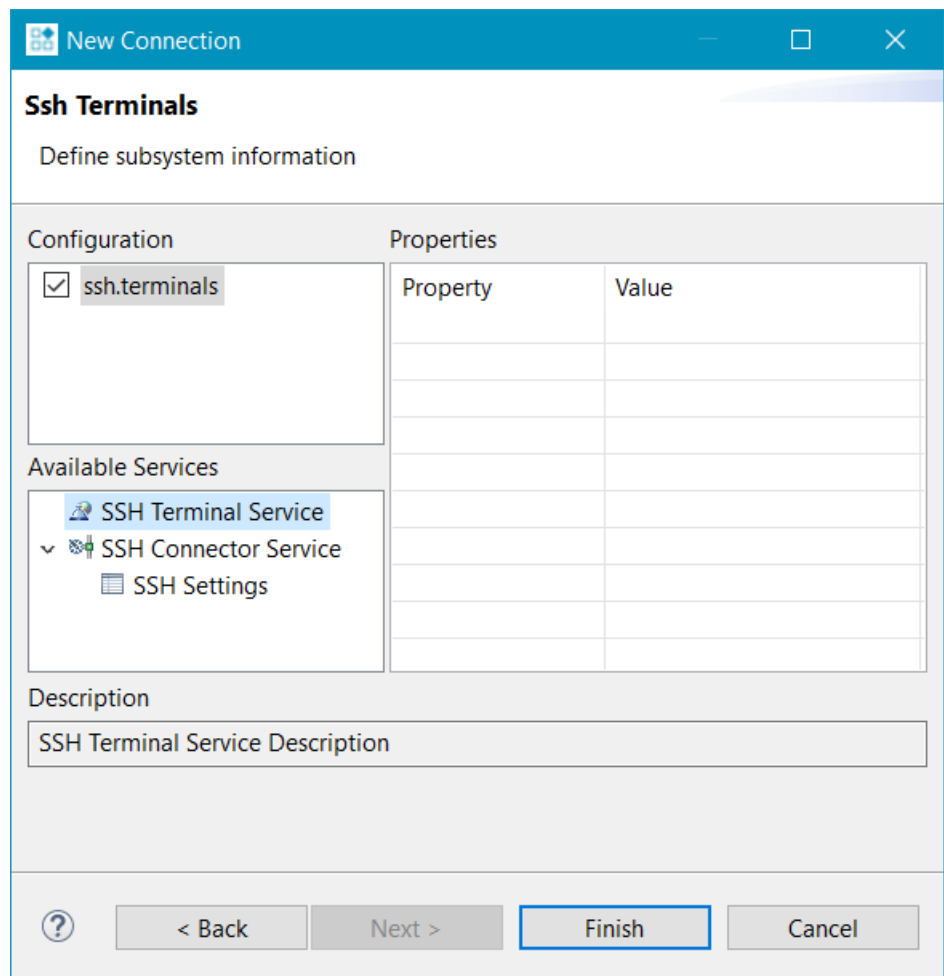 New Connection
Ssh Terminals
Define subsystem information
Configuration
Properties
ssh.terminals
Property Value
Available Services
SSH Terminal Service
SSH Connector Service
SSH Settings
Description
SSH Terminal Service Description
? < Back Next > Finish Cancel